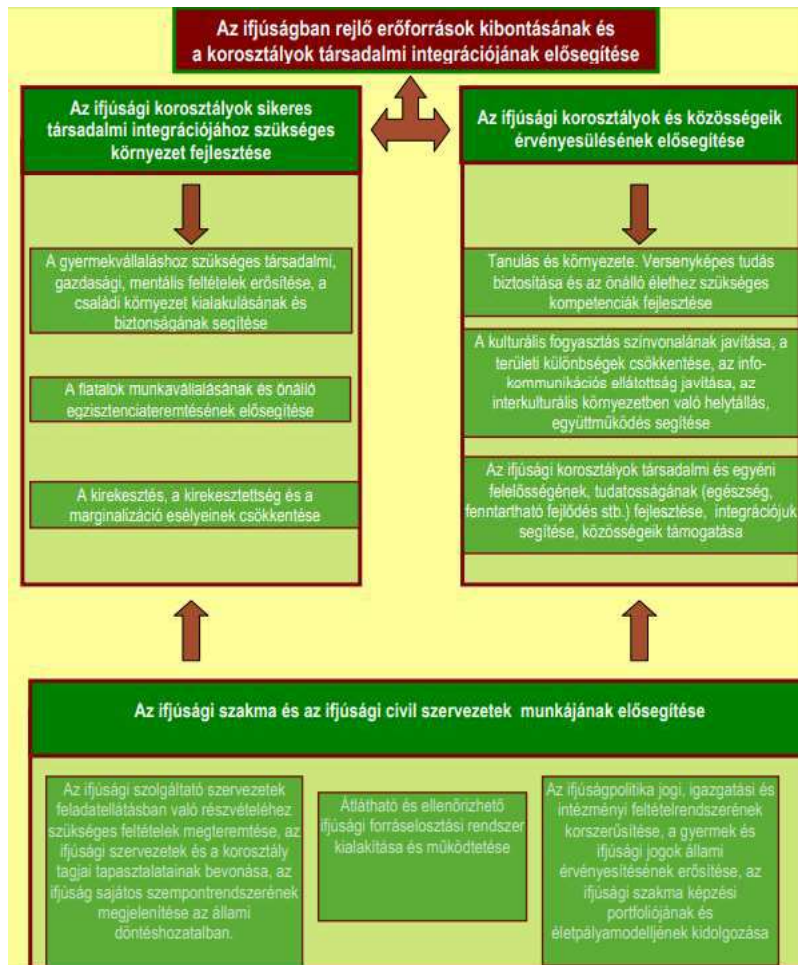 Az ifjúságban rejlő erőforrások kibontásának és
a korosztályok társadalmi integrációjának elősegítése
Az ifjúsági korosztályok sikeres
társadalmi integrációjához szükséges
környezet fejlesztése
A gyermekvállaláshoz szükséges társadalmi,
gazdasági, mentális feltételek erősítése, a
családi környezet kialakulásának és
biztonságának segítése
A fiatalok munkavállalásának és önálló
egzisztenciateremtésének elősegítése
A kirekesztés, a kirekesztettség és a
marginalizáció esélyeinek csökkentése
Az ifjúsági korosztályok és közösségeik
érvényesülésének elősegítése
Tanulás és környezete. Versenyképes tudás
biztosítása és az önálló élethez szükséges
kompetenciák fejlesztése
A kulturális fogyasztás színvonalának javítása, a
területi különbségek csökkentése, az info-
kommunikációs ellátottság javítása, az
interkulturális környezetben való helytállás,
együttműködés segítése
Az ifjúsági korosztályok társadalmi és egyéni
felelősségének, tudatosságának (egészség,
fenntartható fejlődés stb.) fejlesztése, integrációjuk
segítése, közösségeik támogatása
Az ifjúsági szakma és az ifjúsági civil szervezetek munkájának elősegítése
Az ifjúsági szolgáltató szervezetek
feladatellátásban való részvételéhez
szükséges feltételek megteremtése, az
ifjúsági szervezetek és a korosztály
tagjai tapasztalatainak bevonása, az
ifjúság sajátos szempontrendszerének
megjelenítése az állami
döntéshozatalban.
Átlátható és ellenőrizhető
ifjúsági forráselosztási rendszer
kialakítása és működtetése
Az ifjúságpolitika jogi, igazgatási és
intézményi feltételrendszerének
korszerűsítése, a gyermek és
ifjúsági jogok állami
érvényesítésének erősítése, az
ifjúsági szakma képzési
portfoliójának és
életpályamodelljének kidolgozása